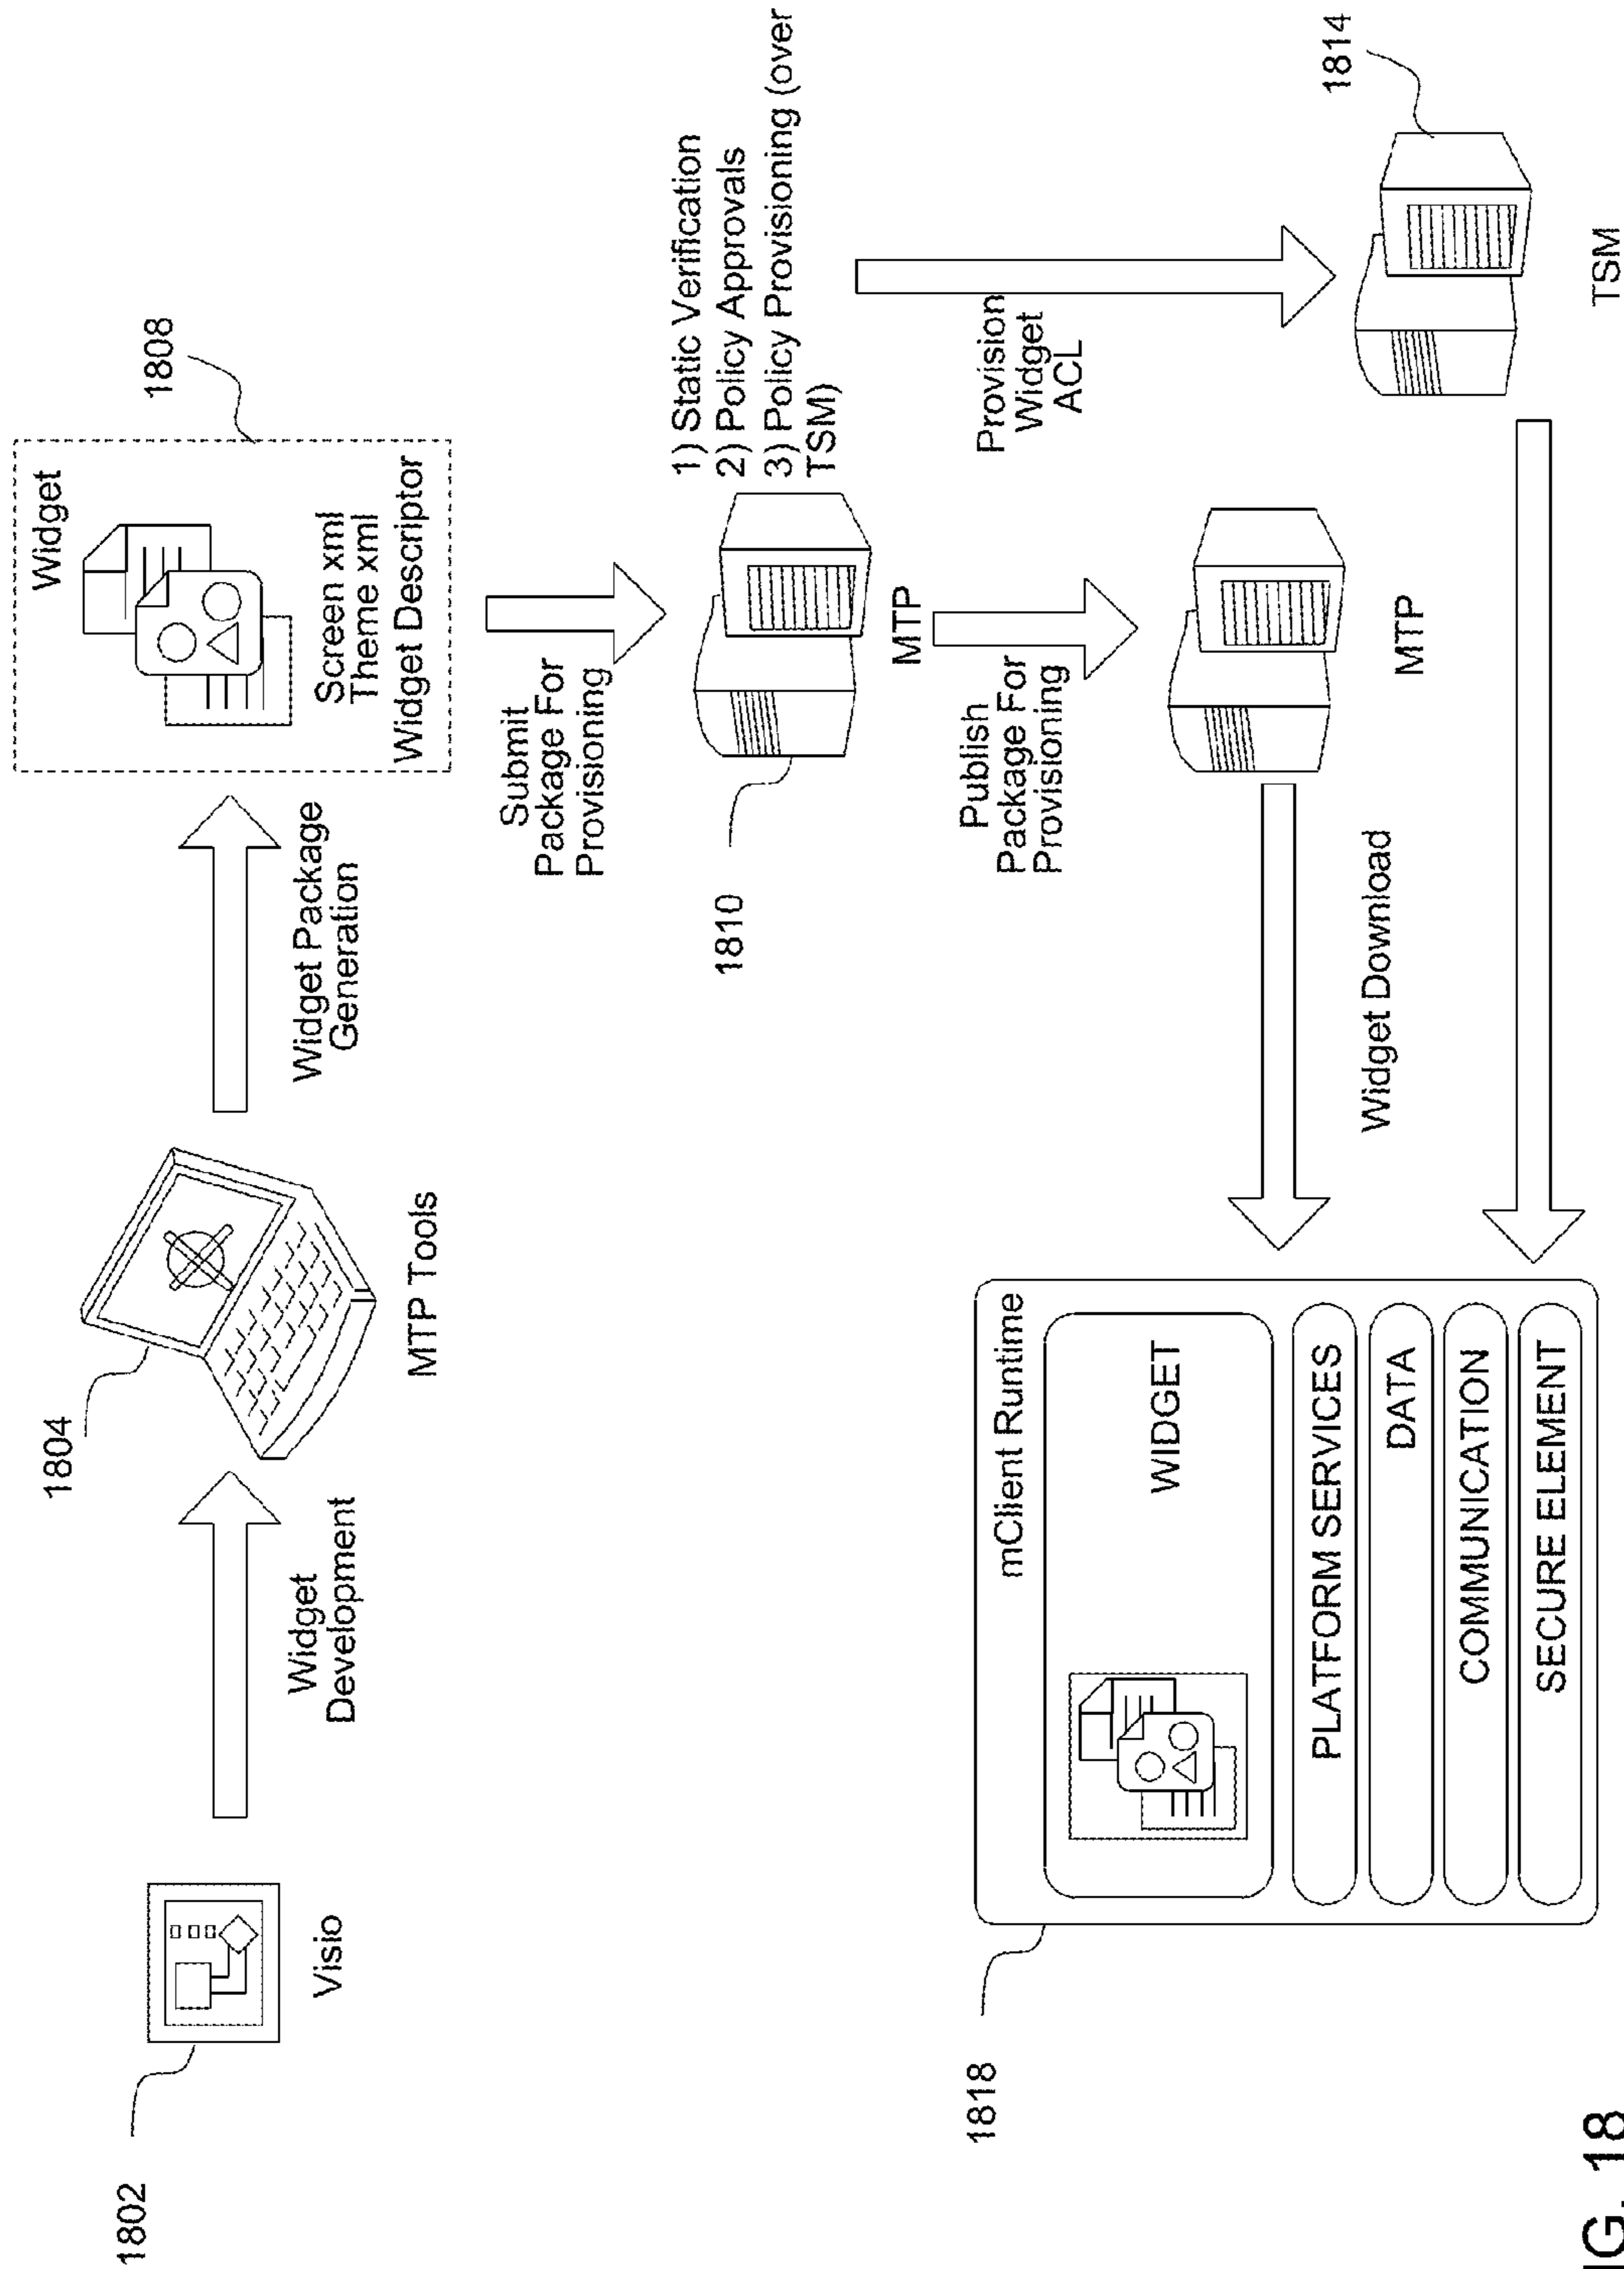 1802
Visio
Widget
Development
1804
MTP Tools
Widget Package
Generation
1808
Widget
Screen xml
Theme xml
Widget Descriptor
Submit
Package For
Provisioning
1) Static Verification
2) Policy Approvals
3) Policy Provisioning (over
TSM)
1810
MTP
Publish
Package For
Provisioning
Provision
Widget
ACL
MTP
1814
TSM
Widget Download
1818
mClient Runtime
WIDGET
PLATFORM SERVICES
DATA
COMMUNICATION
SECURE ELEMENT
IG. 18